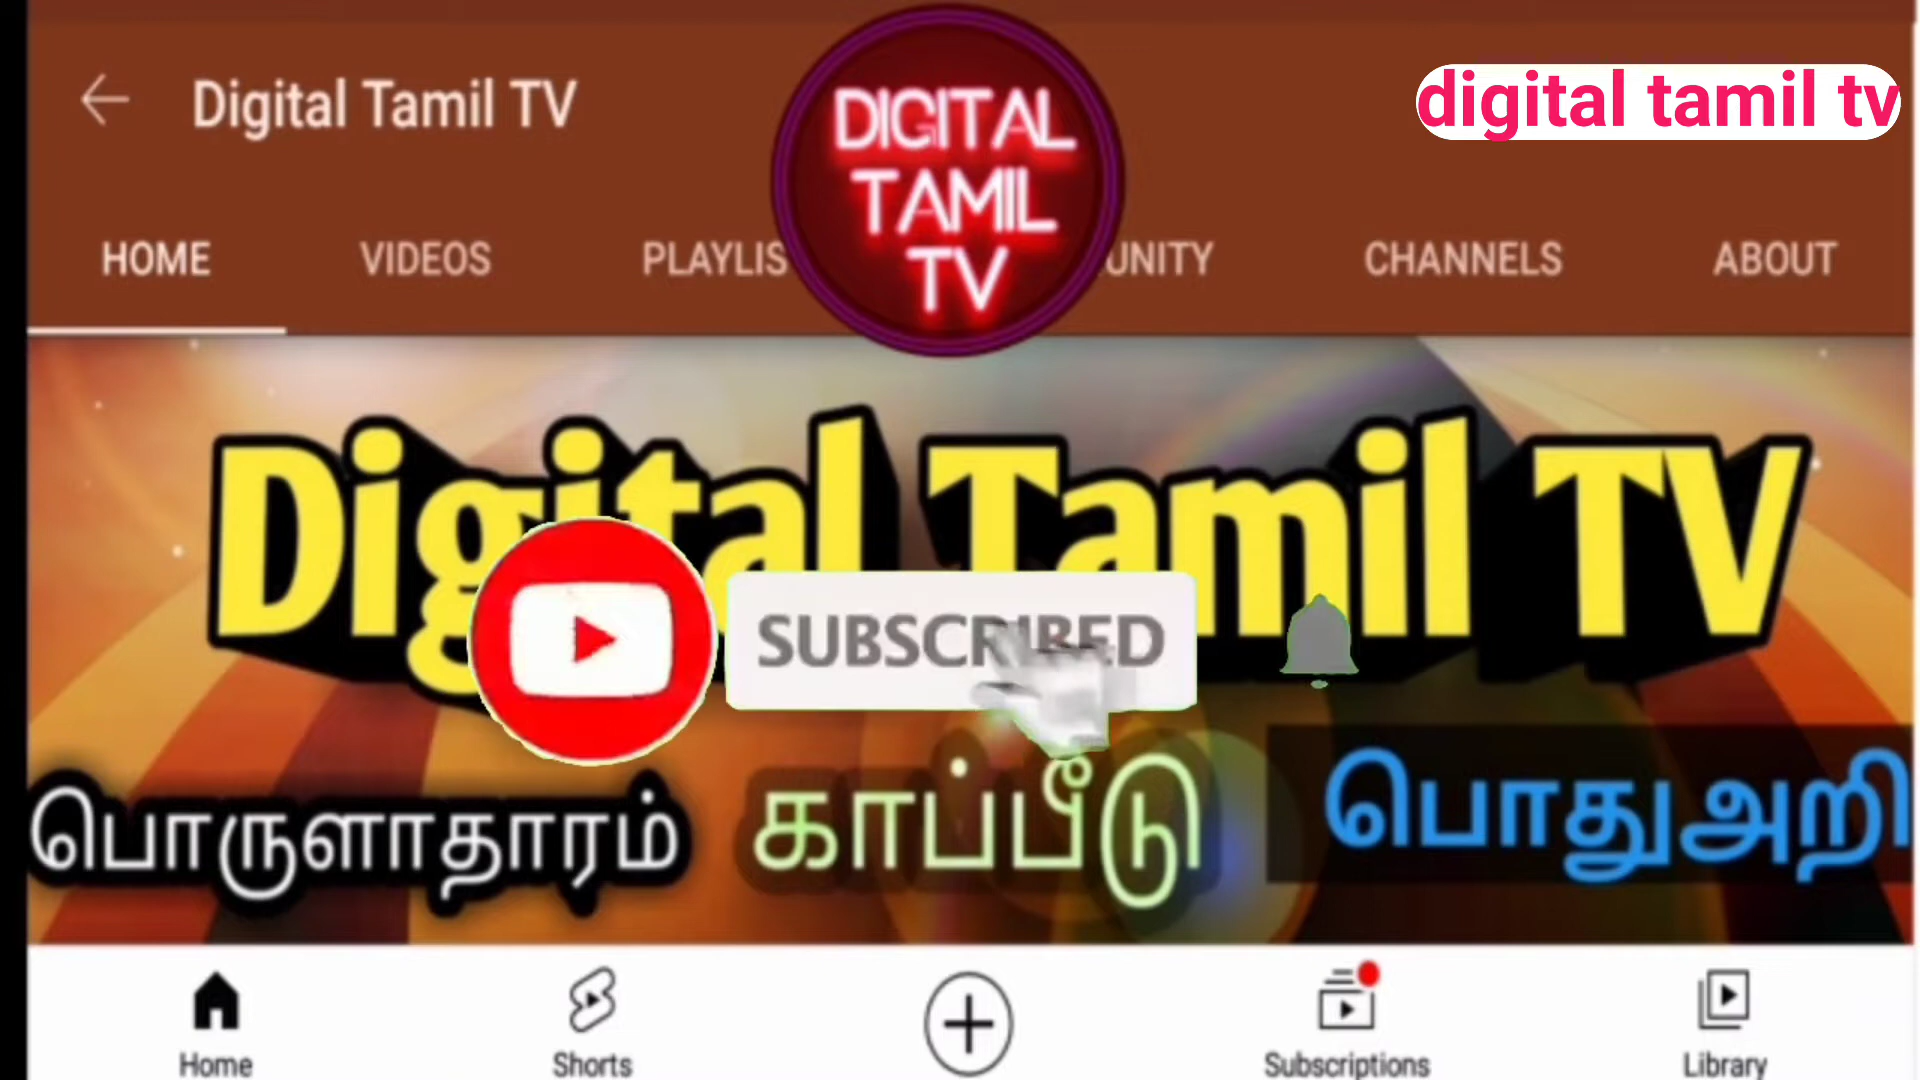 Digital Tamil TV
DIGITAL
TAMIL
TV
digital tamil tv
HOME VIDEOS PLAYLIS UNITY CHANNELS ABOUT
Digital Tamil TV
SUBSCRIBED
பொருளாதாரம் காப்பீடு பொதுஅறி
Home Shorts Subscriptions Library